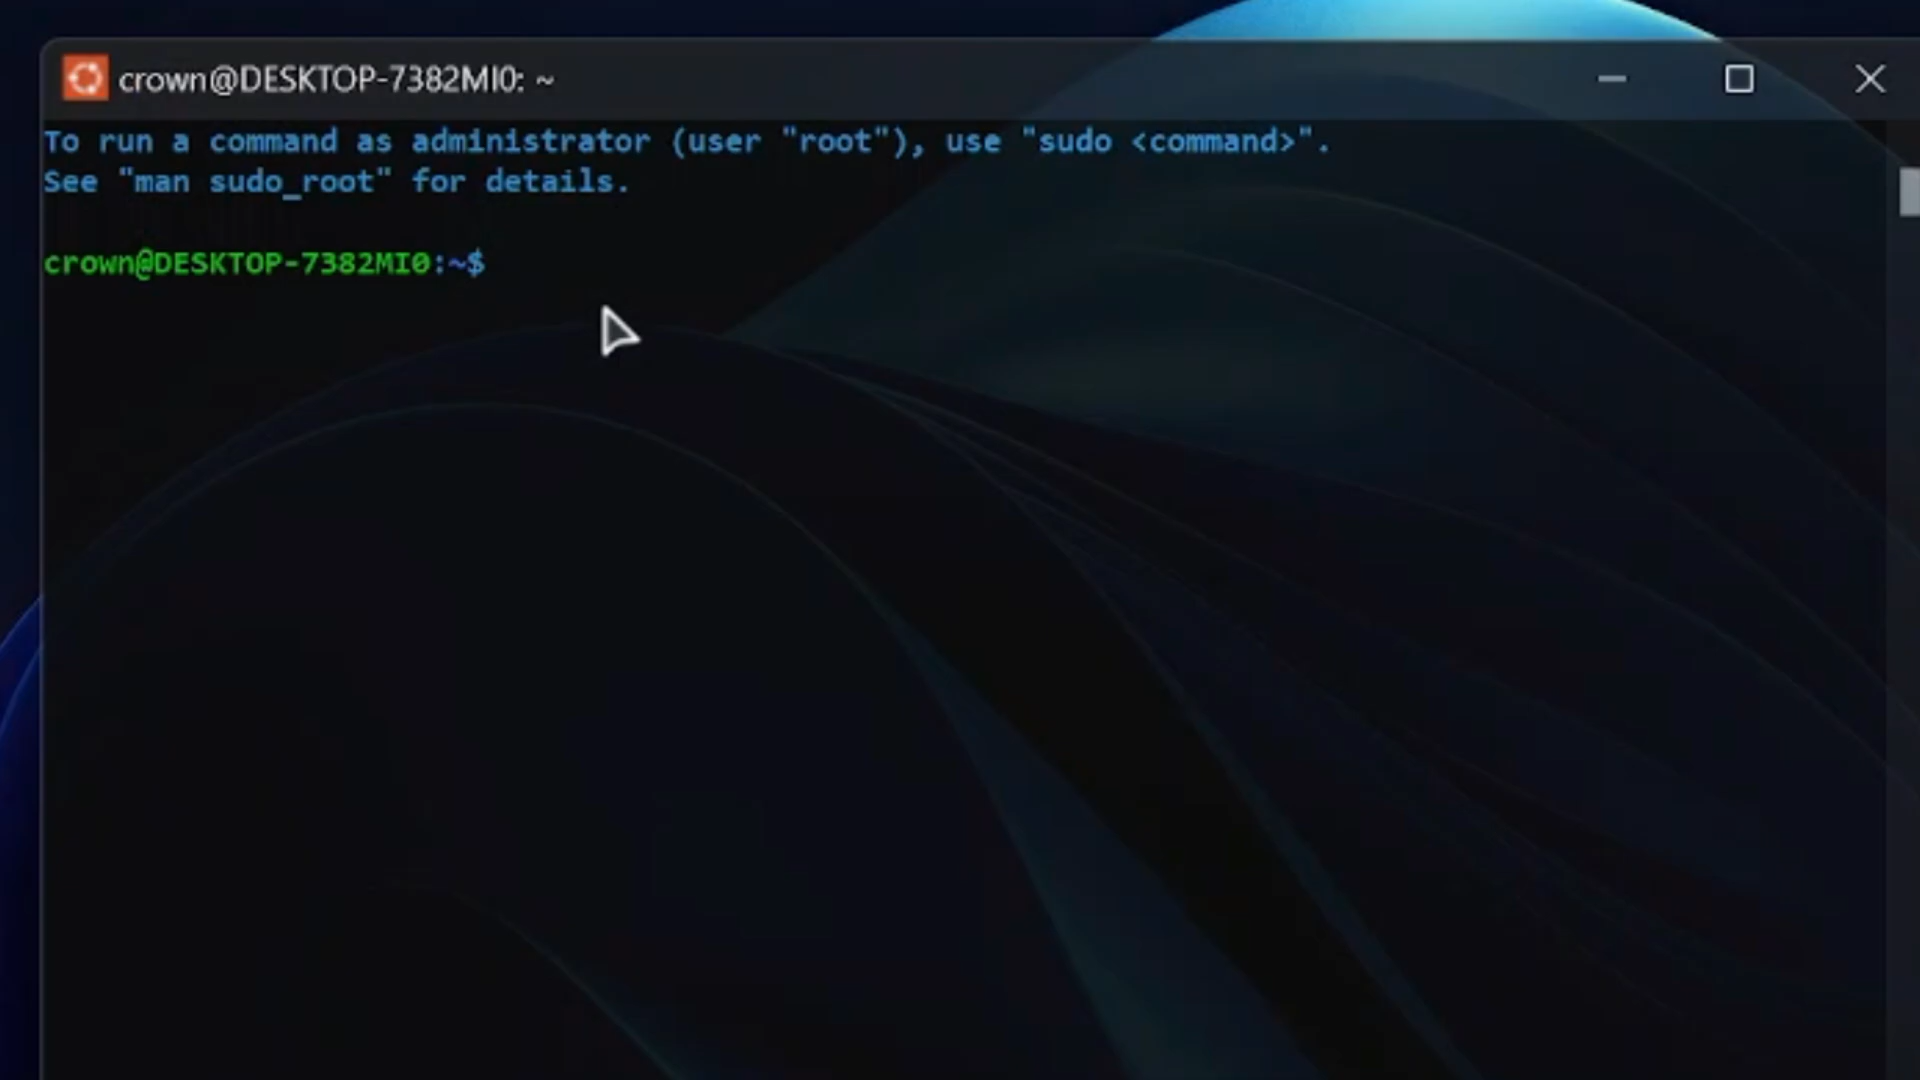 crown@DESKTOP-7382MI0: ~
To run a command as administrator (user "root"), use "sudo <command>".
See "man sudo_root" for details.
crown@DESKTOP-7382MI0:~$